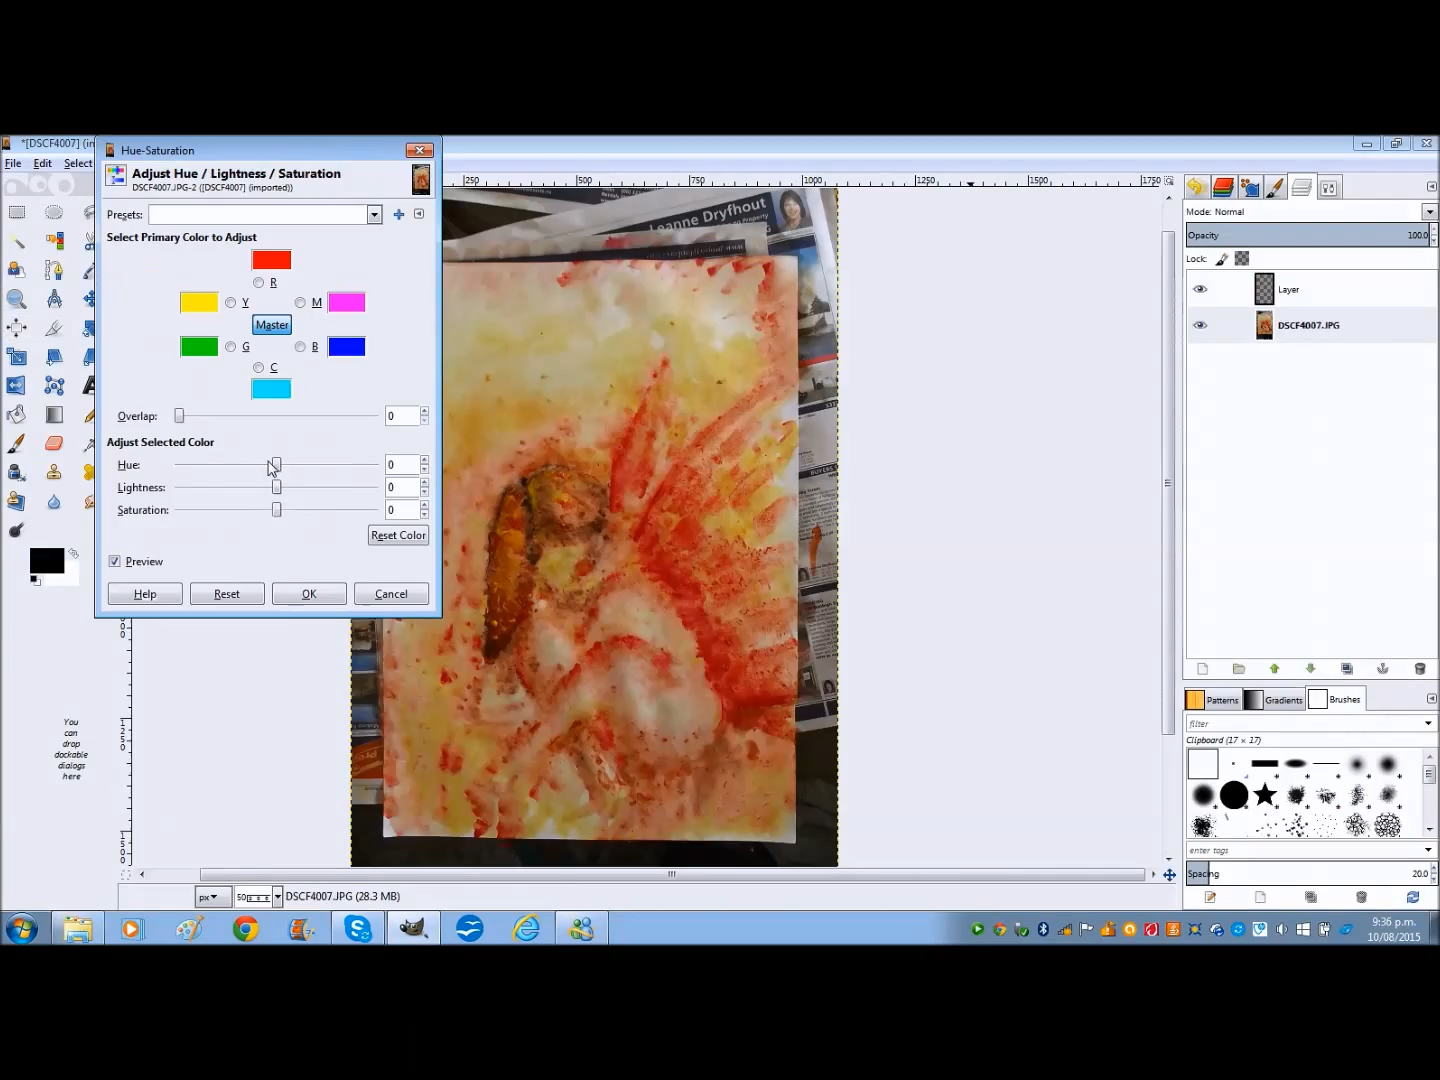 *[DSCF4007] (im
Hue-Saturation
File Edit Select
Adjust Hue / Lightness / Saturation
DSCF4007.JPG-2 ([DSCF4007] (imported))
Presets:
Select Primary Color to Adjust
R
Y M
Master
G B
C
Overlap: 0
Adjust Selected Color
Hue: 0
Lightness: 0
Saturation: 0
Reset Color
Preview
Help Reset OK Cancel
250 500 750 1000 1250 1500 1750
Leanne Dryfhout
Mode: Normal
Opacity 100.0
Lock:
Layer
DSCF4007.JPG
1250
1500
You
can
drop
dockable
dialogs
here
Patterns Gradients Brushes
filter
Clipboard (17 × 17)
enter tags
Spacing 20.0
px 50 DSCF4007.JPG (28.3 MB)
9:36 p.m.
10/08/2015